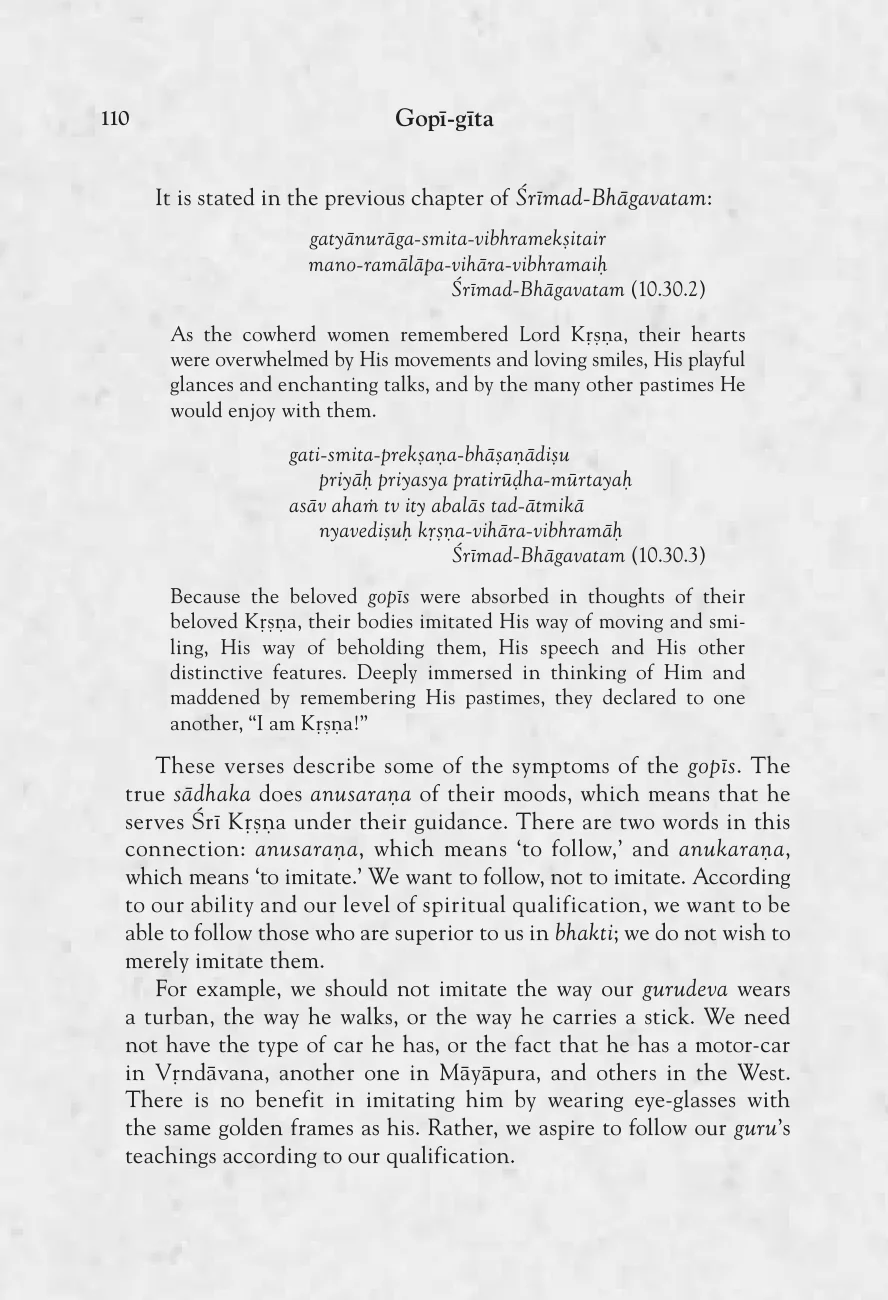 110
Gopī-gīta
It is stated in the previous chapter of Śrīmad-Bhāgavatam:
gatyānurāga-smita-vibhramekṣitair
mano-ramālāpa-vihāra-vibhramaiḥ
Śrīmad-Bhāgavatam (10.30.2)
As the cowherd women remembered Lord Kṛṣṇa, their hearts
were overwhelmed by His movements and loving smiles, His playful
glances and enchanting talks, and by the many other pastimes He
would enjoy with them.
gati-smita-prekṣaṇa-bhāṣaṇādiṣu
priyāḥ priyasya pratirūḍha-mūrtayaḥ
asāv ahaṁ tv ity abalās tad-ātmikā
nyavediṣuḥ kṛṣṇa-vihāra-vibhramāḥ
Śrīmad-Bhāgavatam (10.30.3)
Because the beloved gopīs were absorbed in thoughts of their
beloved Kṛṣṇa, their bodies imitated His way of moving and smi-
ling, His way of beholding them, His speech and His other
distinctive features. Deeply immersed in thinking of Him and
maddened by remembering His pastimes, they declared to one
another, “I am Kṛṣṇa!”
These verses describe some of the symptoms of the gopīs. The
true sādhaka does anusaraṇa of their moods, which means that he
serves Śrī Kṛṣṇa under their guidance. There are two words in this
connection: anusaraṇa, which means ‘to follow,’ and anukaraṇa,
which means ‘to imitate.’ We want to follow, not to imitate. According
to our ability and our level of spiritual qualification, we want to be
able to follow those who are superior to us in bhakti; we do not wish to
merely imitate them.
For example, we should not imitate the way our gurudeva wears
a turban, the way he walks, or the way he carries a stick. We need
not have the type of car he has, or the fact that he has a motor-car
in Vṛndāvana, another one in Māyāpura, and others in the West.
There is no benefit in imitating him by wearing eye-glasses with
the same golden frames as his. Rather, we aspire to follow our guru’s
teachings according to our qualification.